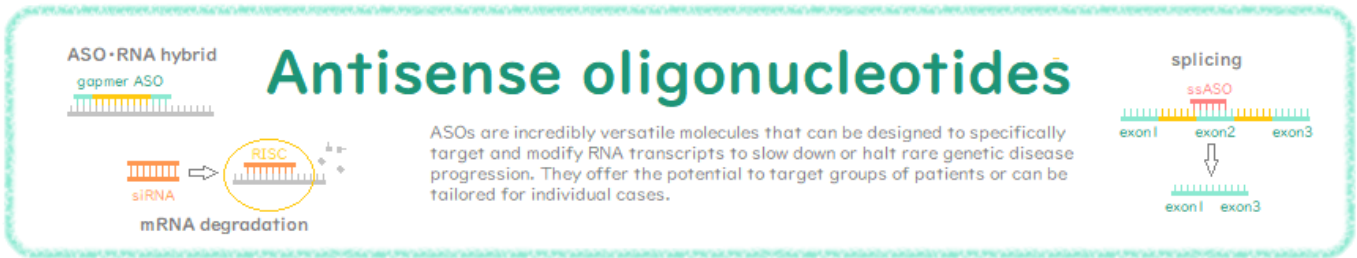 ASO·RNA hybrid
gapmer ASO
RISC
siRNA
mRNA degradation
Antisense oligonucleotides
ASOs are incredibly versatile molecules that can be designed to specifically
target and modify RNA transcripts to slow down or halt rare genetic disease
progression. They offer the potential to target groups of patients or can be
tailored for individual cases.
splicing
ssASO
exon1 exon2 exon3
exon1 exon3